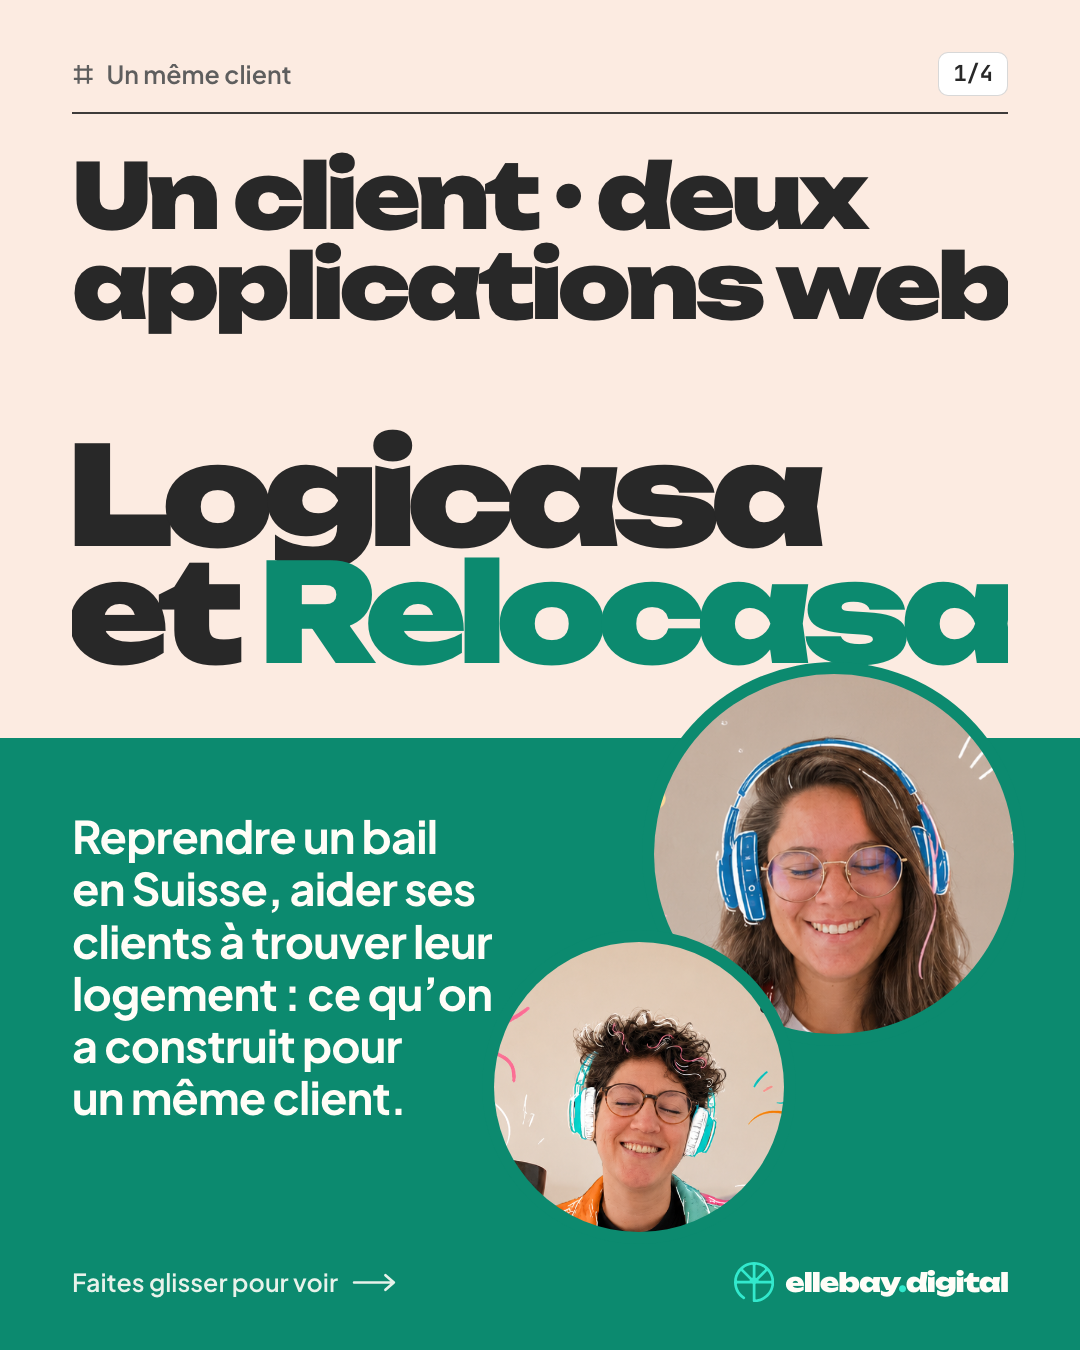 # Un même client
1/4
Un client • deux
applications web
Logicasa
et Relocasa
Reprendre un bail
en Suisse, aider ses
clients à trouver leur
logement : ce qu’on
a construit pour
un même client.
Faites glisser pour voir →
ellebay.digital